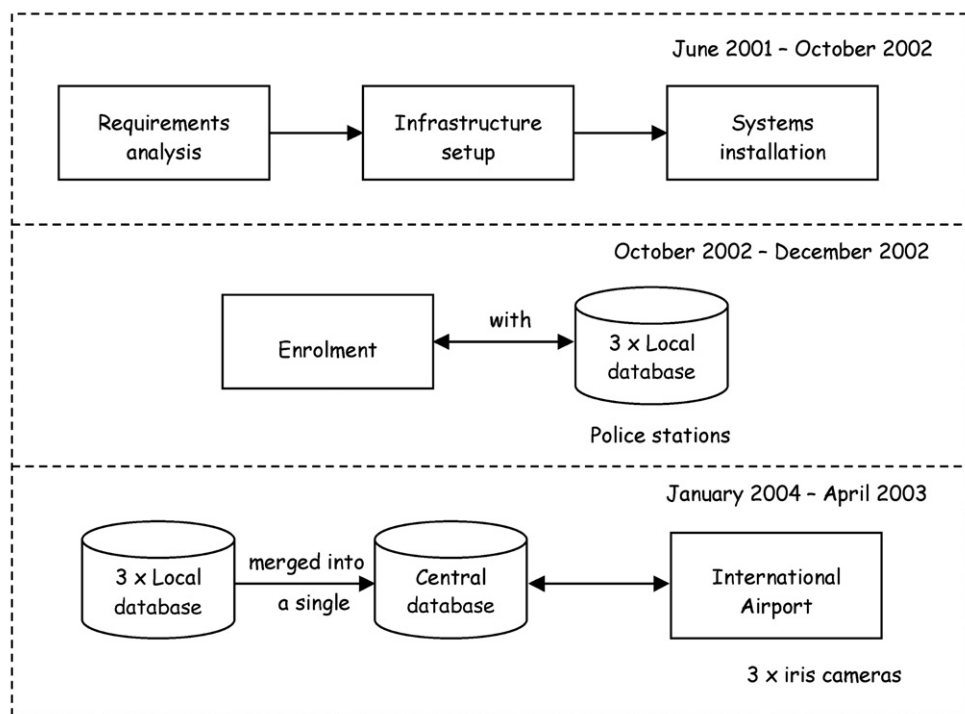 June 2001 – October 2002
Requirements
analysis
Infrastructure
setup
Systems
installation
October 2002 – December 2002
Enrolment
with
3 x Local
database
Police stations
January 2004 – April 2003
3 x Local
database
merged into
a single
Central
database
International
Airport
3 x iris cameras